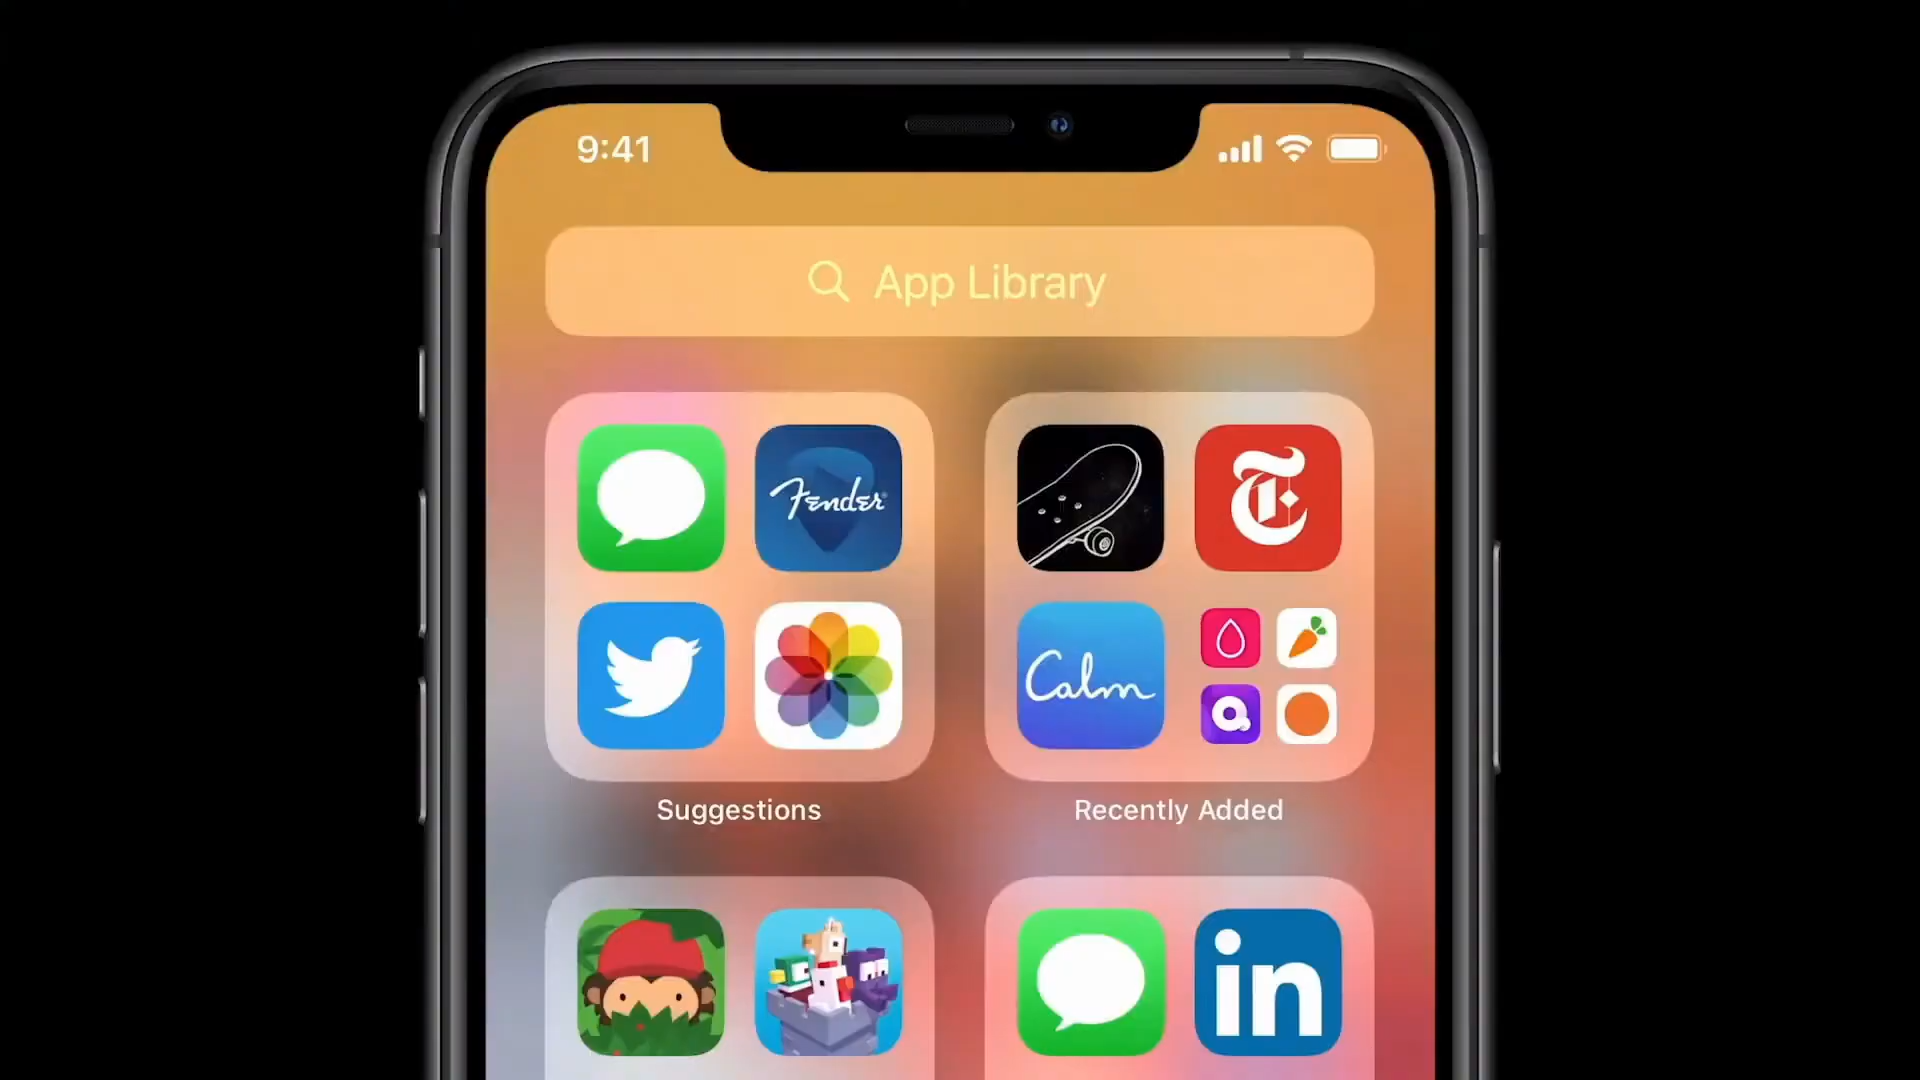 9:41
App Library
Fender
Calm
Suggestions
Recently Added
in